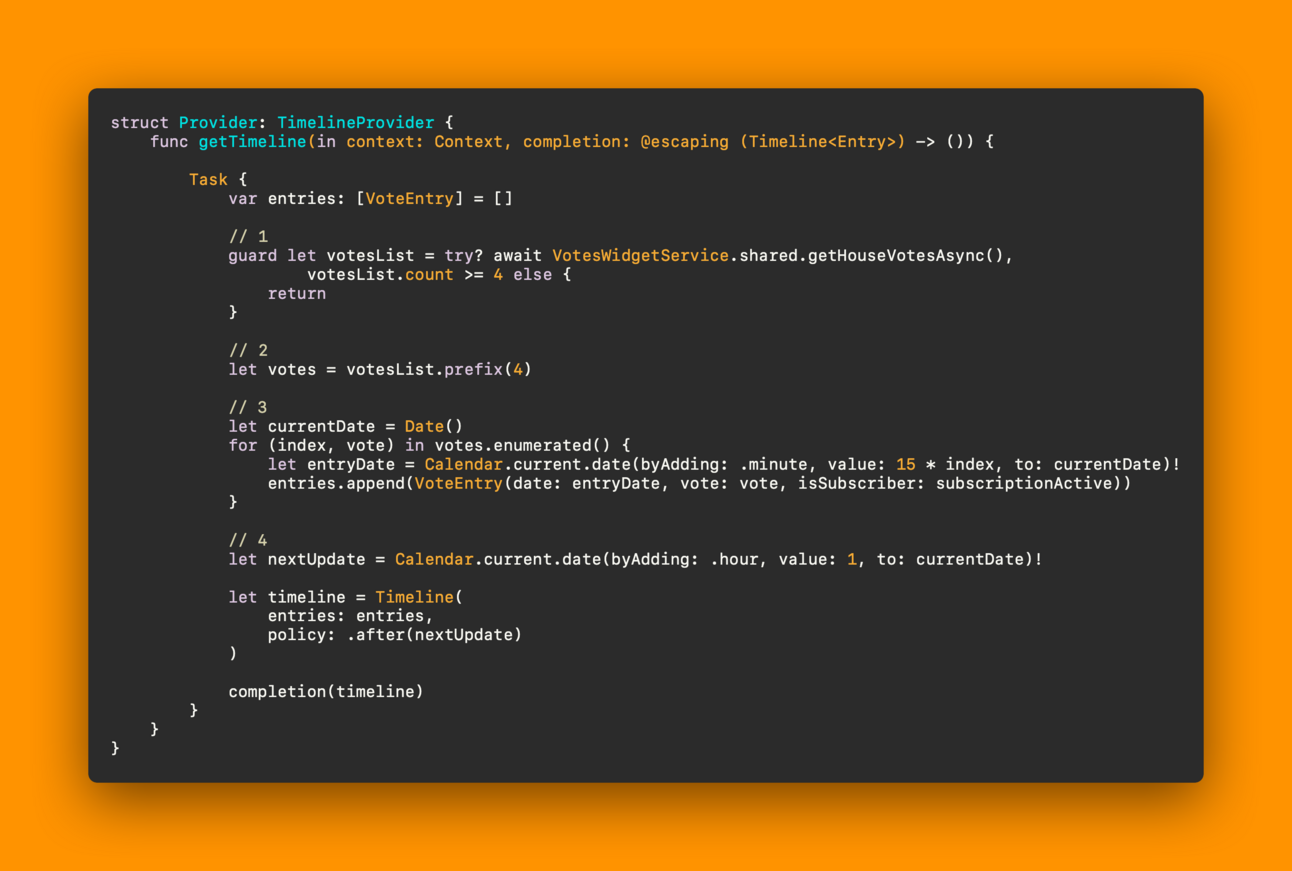 struct Provider: TimelineProvider {
    func getTimeline(in context: Context, completion: @escaping (Timeline<Entry>) -> ()) {
        Task {
            var entries: [VoteEntry] = []
            // 1
            guard let votesList = try? await VotesWidgetService.shared.getHouseVotesAsync(),
                    votesList.count >= 4 else {
                return
            }
            // 2
            let votes = votesList.prefix(4)
            // 3
            let currentDate = Date()
            for (index, vote) in votes.enumerated() {
                let entryDate = Calendar.current.date(byAdding: .minute, value: 15 * index, to: currentDate)!
                entries.append(VoteEntry(date: entryDate, vote: vote, isSubscriber: subscriptionActive))
            }
            // 4
            let nextUpdate = Calendar.current.date(byAdding: .hour, value: 1, to: currentDate)!
            let timeline = Timeline(
                entries: entries,
                policy: .after(nextUpdate)
            )
            completion(timeline)
        }
    }
}